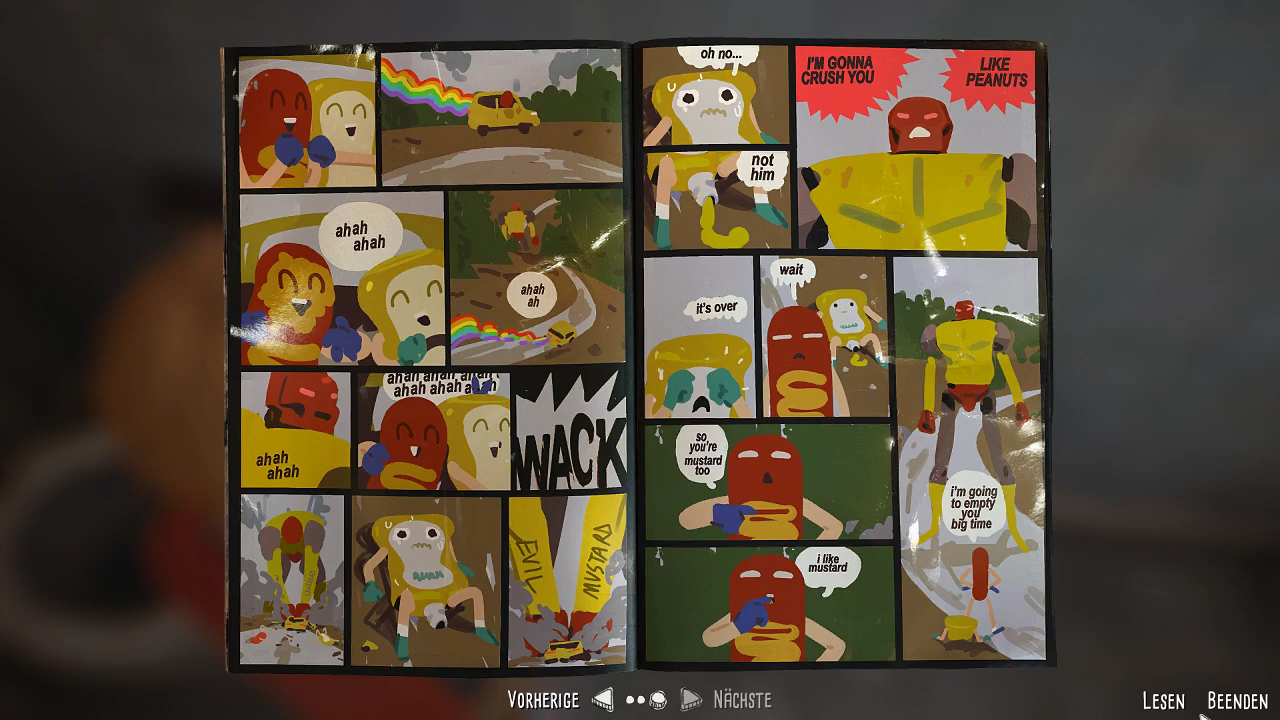 ahah
ahah
ahah
ah
ahah
ahah
ahah ahah ahah
ahah ahah ahah
WACK
EVIL
MUSTARD
oh no...
not
him
I'M GONNA
CRUSH YOU
LIKE
PEANUTS
it's over
wait
so
you're
mustard
too
i like
mustard
i'm going
to empty
you
big time
VORHERIGE
NÄCHSTE
LESEN
BEENDEN